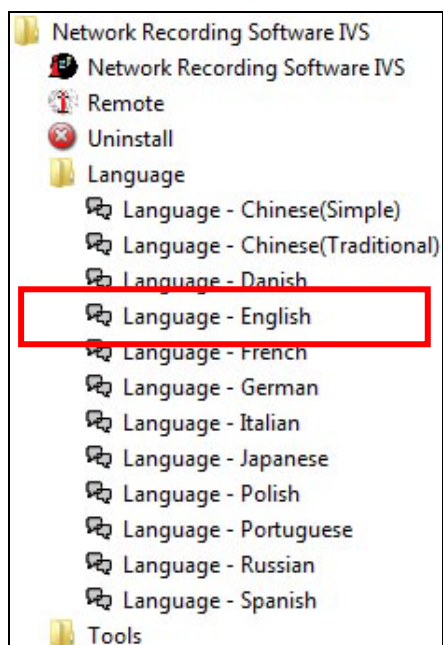 Network Recording Software IVS
Network Recording Software IVS
Remote
Uninstall
Language
Language - Chinese(Simple)
Language - Chinese(Traditional)
Language - Danish
Language - English
Language - French
Language - German
Language - Italian
Language - Japanese
Language - Polish
Language - Portuguese
Language - Russian
Language - Spanish
Tools